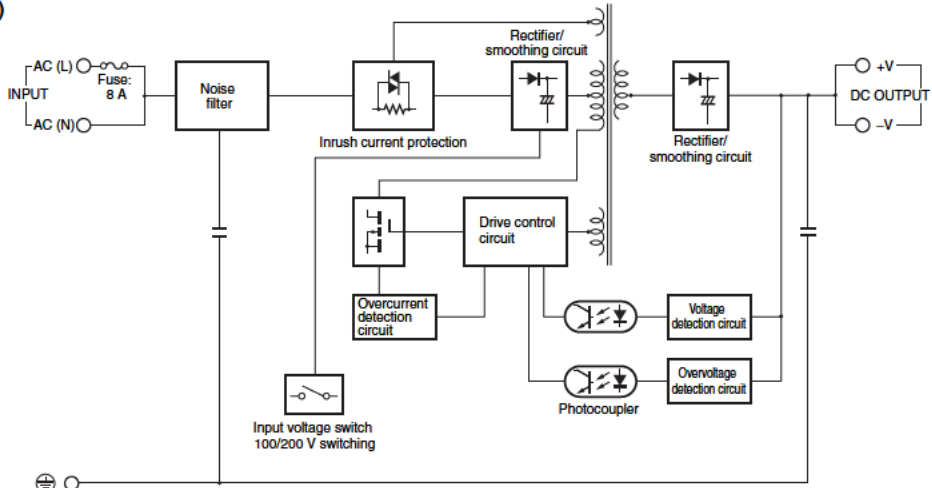 )
AC (L)
Fuse:
8 A
INPUT
AC (N)
Noise
filter
Inrush current protection
Rectifier/
smoothing circuit
Rectifier/
smoothing circuit
+V
DC OUTPUT
–V
Drive control
circuit
Overcurrent
detection
circuit
Voltage
detection circuit
Overvoltage
detection circuit
Photocoupler
Input voltage switch
100/200 V switching